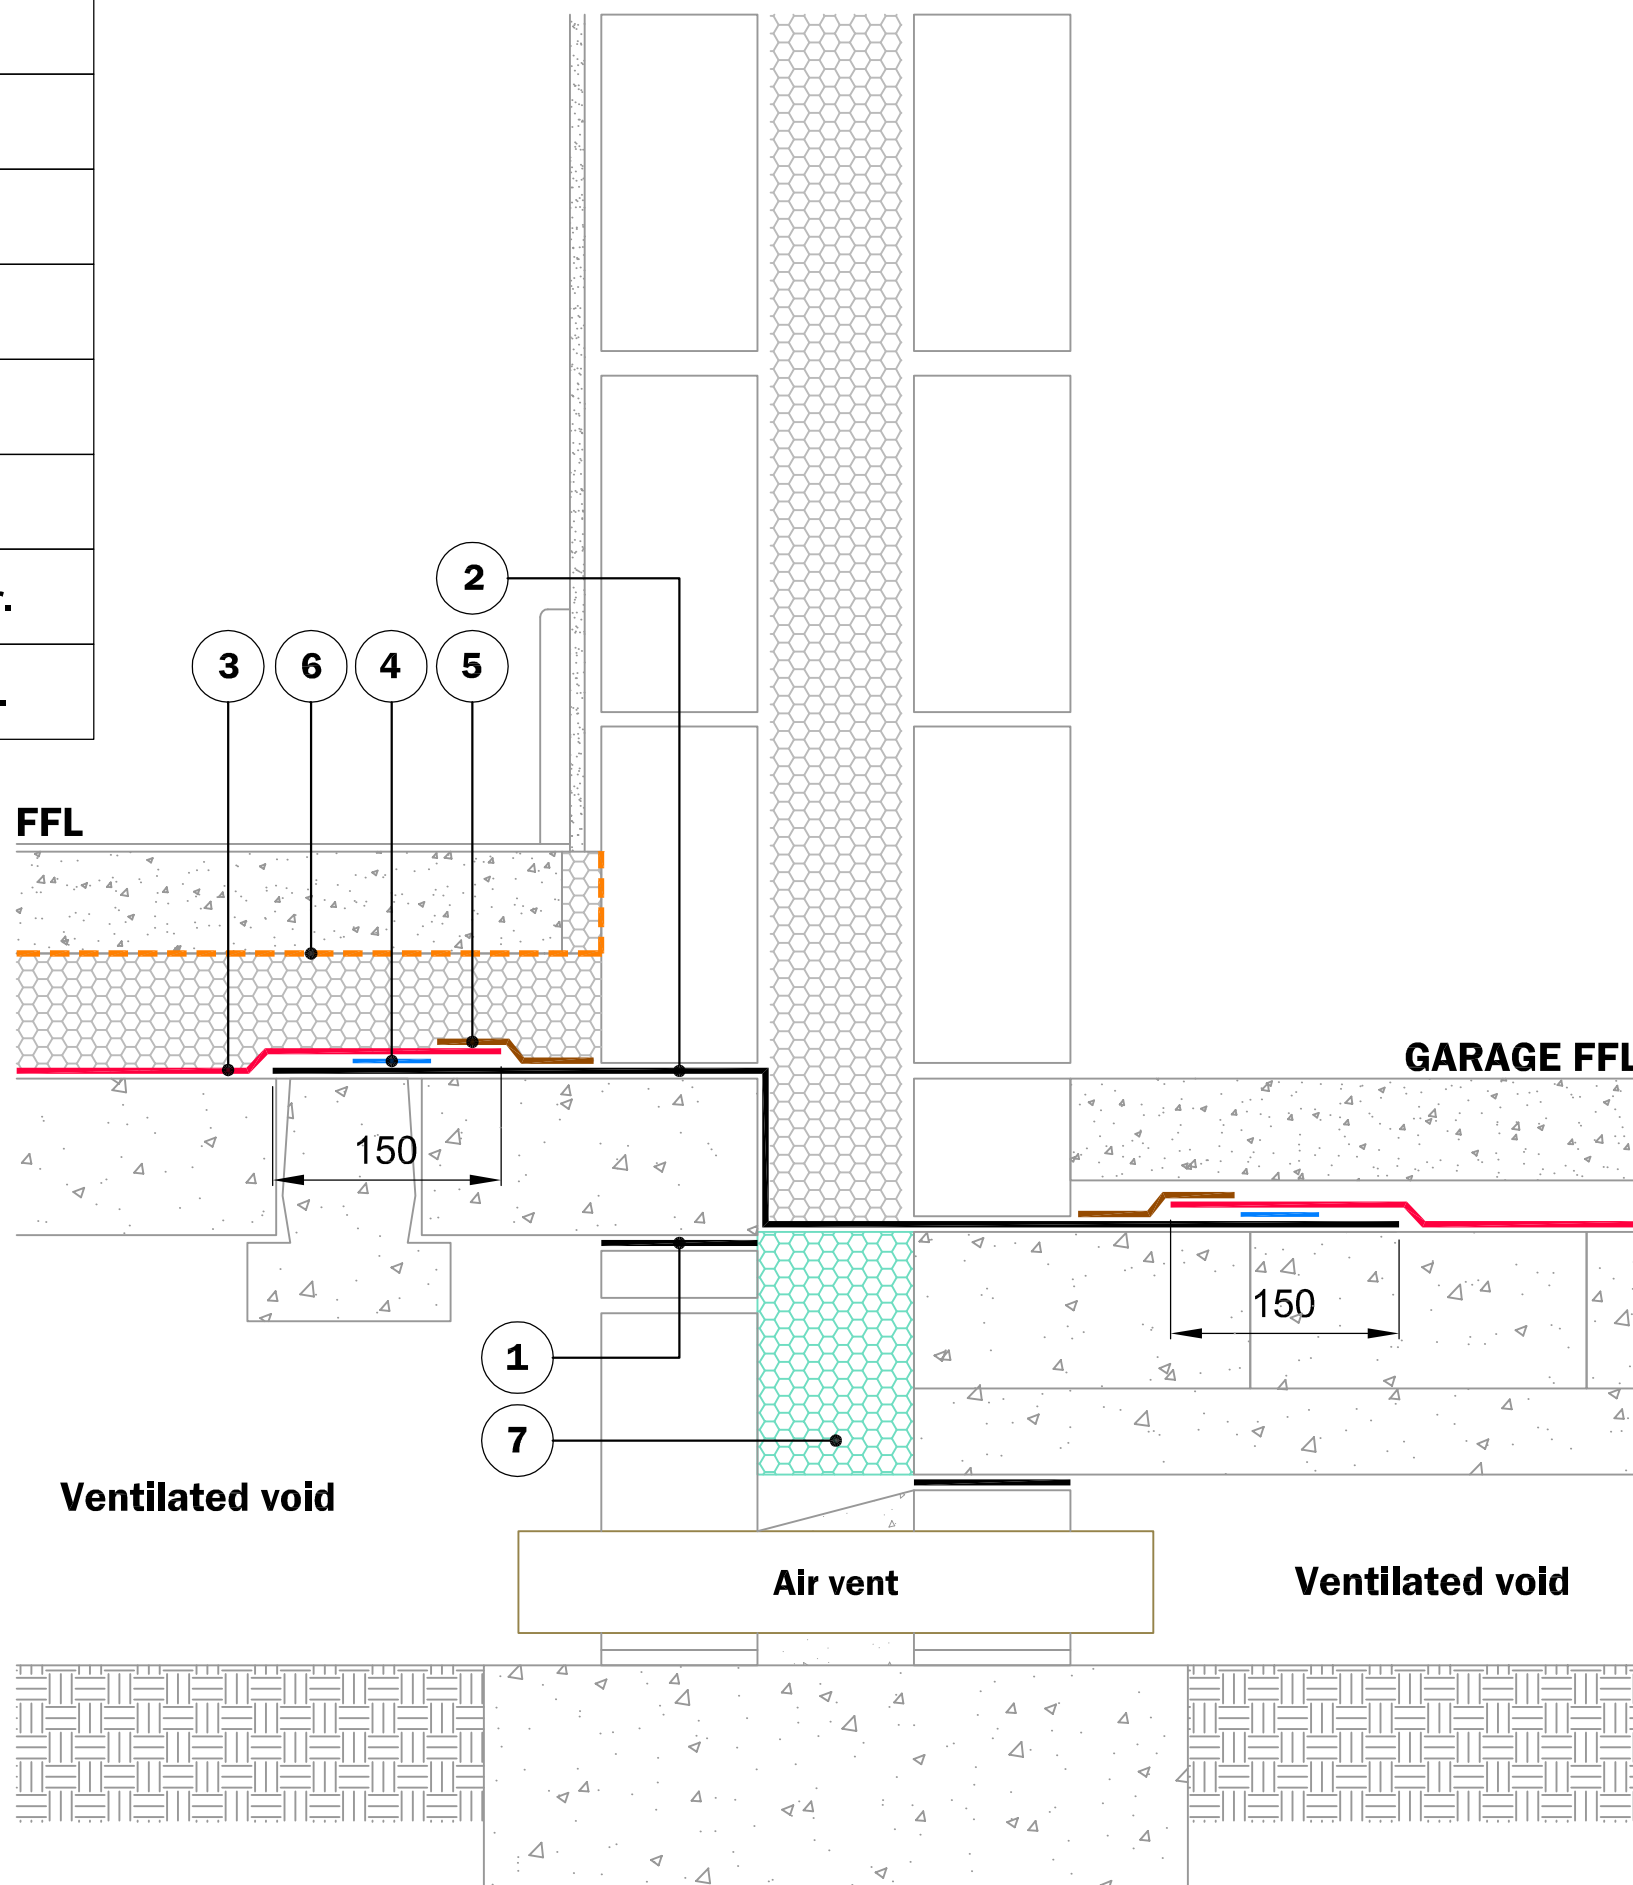 2
3 6 4 5
FFL
GARAGE FFL
150
150
1
7
Ventilated void
Air vent
Ventilated void